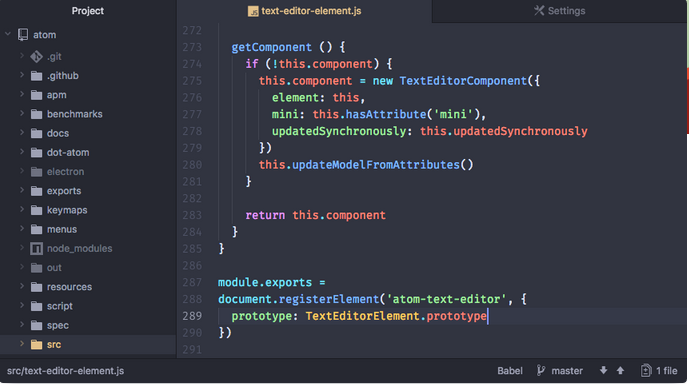 Project
atom
.git
.github
apm
benchmarks
docs
dot-atom
electron
exports
keymaps
menus
node_modules
out
resources
script
spec
src
text-editor-element.js
Settings
272
273 getComponent () {
274 if (!this.component) {
275 this.component = new TextEditorComponent({
276 element: this,
277 mini: this.hasAttribute('mini'),
278 updatedSynchronously: this.updatedSynchronously
279 })
280 this.updateModelFromAttributes()
281 }
282
283 return this.component
284 }
285 }
286
287 module.exports =
288 document.registerElement('atom-text-editor', {
289 prototype: TextEditorElement.prototype
290 })
291
src/text-editor-element.js
Babel
master
1 file